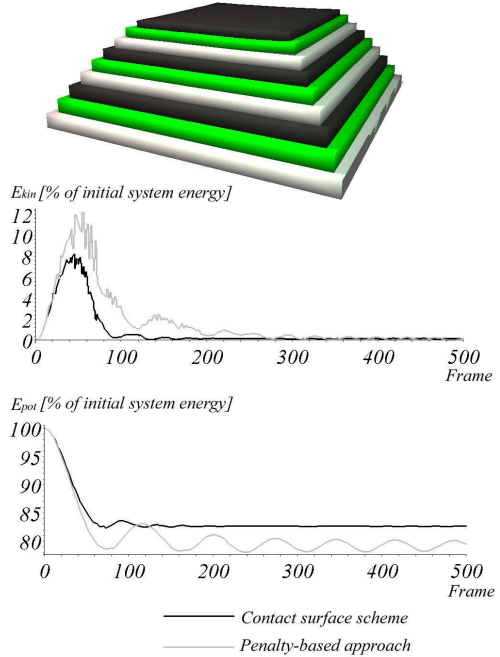 Ekin [% of initial system energy]
12
10
8
6
4
2
0
0 100 200 300 400 500
Frame
Epot [% of initial system energy]
100
95
90
85
80
0 100 200 300 400 500
Frame
Contact surface scheme
Penalty-based approach